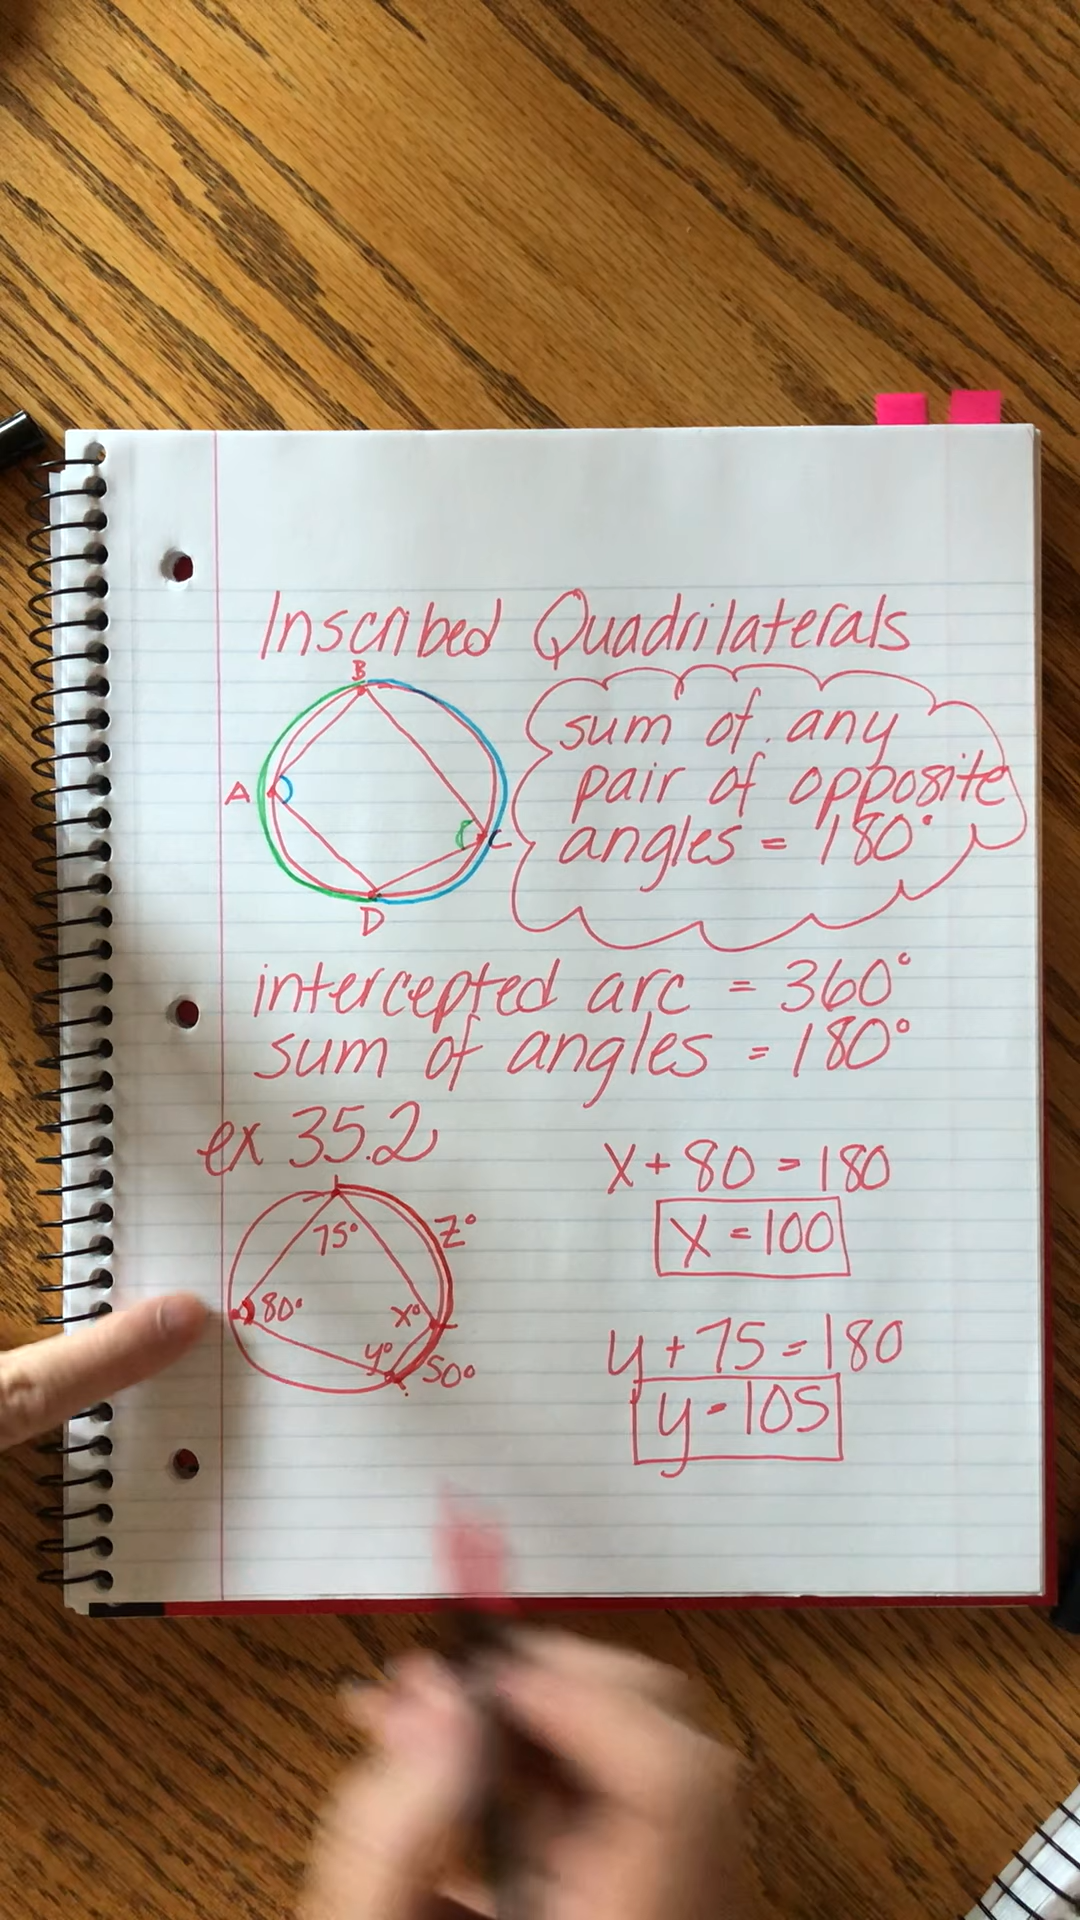 Inscribed Quadrilaterals
B
A
C
D
sum of any
pair of opposite
angles = 180°
intercepted arc = 360°
sum of angles = 180°
ex 35.2
75°
z°
80°
x°
y°
50°
x + 80 = 180
x = 100
y + 75 = 180
y = 105